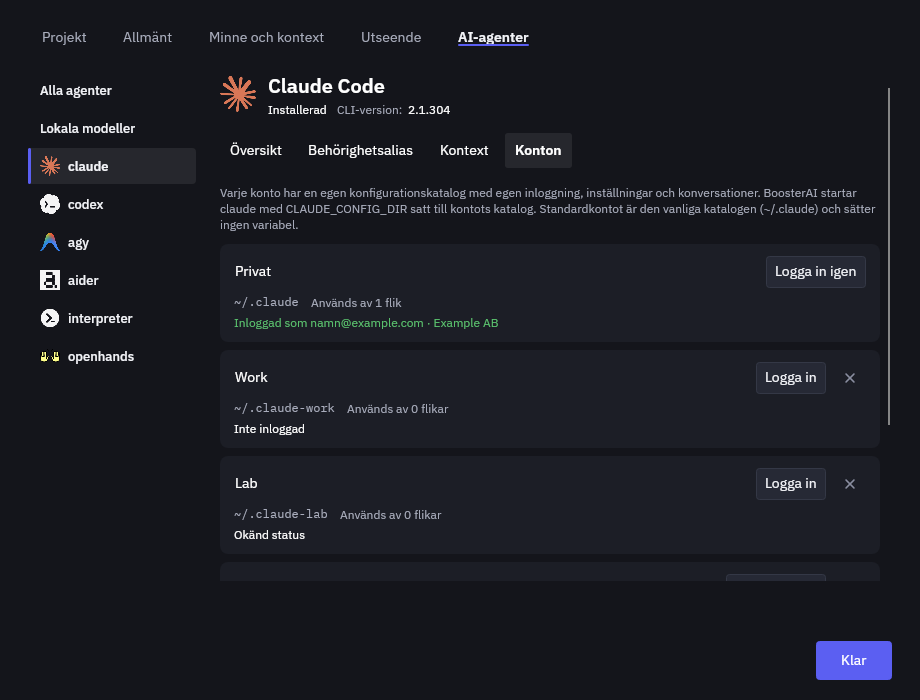 Projekt Allmänt Minne och kontext Utseende AI-agenter
Alla agenter
Lokala modeller
claude
codex
agy
aider
interpreter
openhands
Claude Code
Installerad CLI-version: 2.1.304
Översikt Behörighetsalias Kontext Konton
Varje konto har en egen konfigurationskatalog med egen inloggning, inställningar och konversationer. BoosterAI startar
claude med CLAUDE_CONFIG_DIR satt till kontots katalog. Standardkontot är den vanliga katalogen (~/.claude) och sätter
ingen variabel.
Privat Logga in igen
~/.claude Används av 1 flik
Inloggad som namn@example.com · Example AB
Work Logga in ×
~/.claude-work Används av 0 flikar
Inte inloggad
Lab Logga in ×
~/.claude-lab Används av 0 flikar
Okänd status
Klar